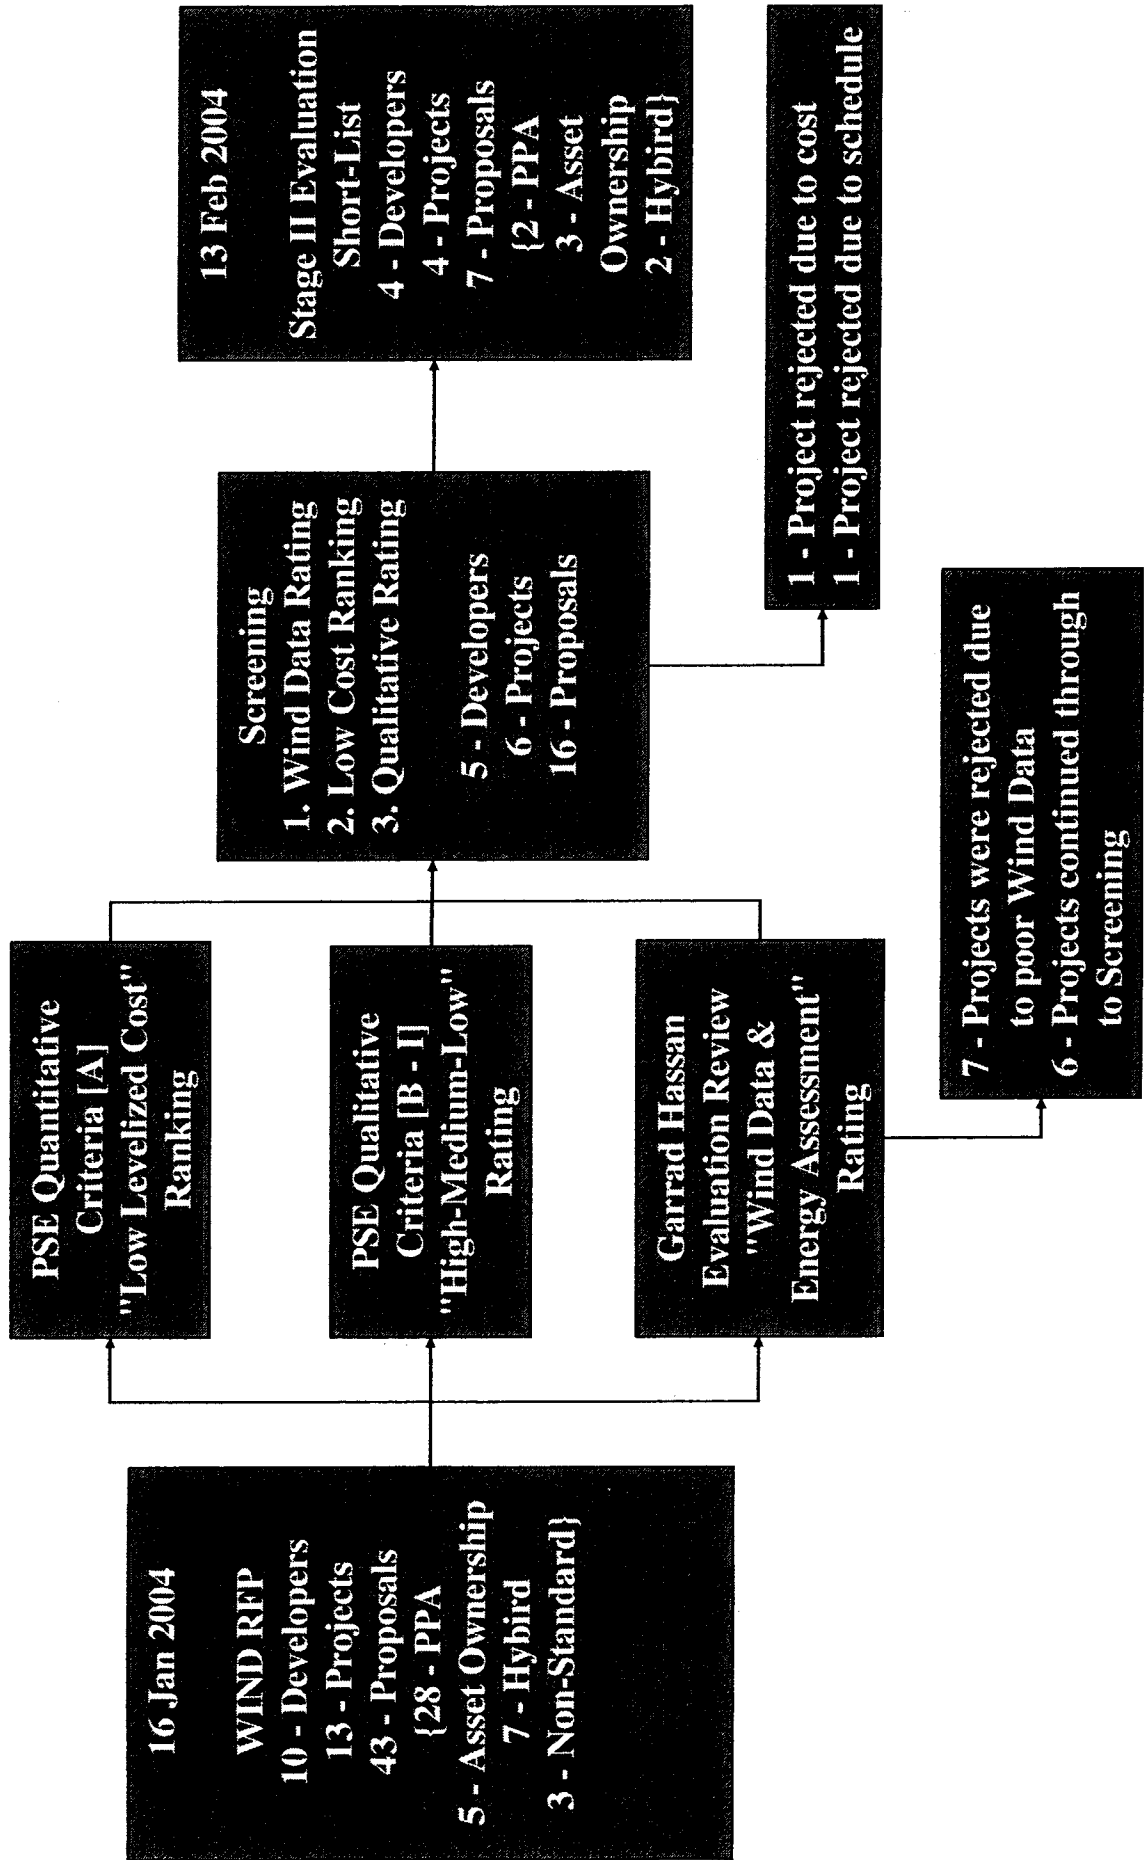 16 Jan 2004
WIND RFP
10 - Developers
13 - Projects
43 - Proposals
{28 - PPA
5 - Asset Ownership
7 - Hybird
3 - Non-Standard}
PSE Quantitative
Criteria [A]
"Low Levelized Cost"
Ranking
PSE Qualitative
Criteria [B - I]
"High-Medium-Low"
Rating
Garrad Hassan
Evaluation Review
"Wind Data &
Energy Assessment"
Rating
7 - Projects were rejected due
to poor Wind Data
6 - Projects continued through
to Screening
Screening
1. Wind Data Rating
2. Low Cost Ranking
3. Qualitative Rating
5 - Developers
6 - Projects
16 - Proposals
1 - Project rejected due to cost
1 - Project rejected due to schedule
13 Feb 2004
Stage II Evaluation
Short-List
4 - Developers
4 - Projects
7 - Proposals
{2 - PPA
3 - Asset
Ownership
2 - Hybird}